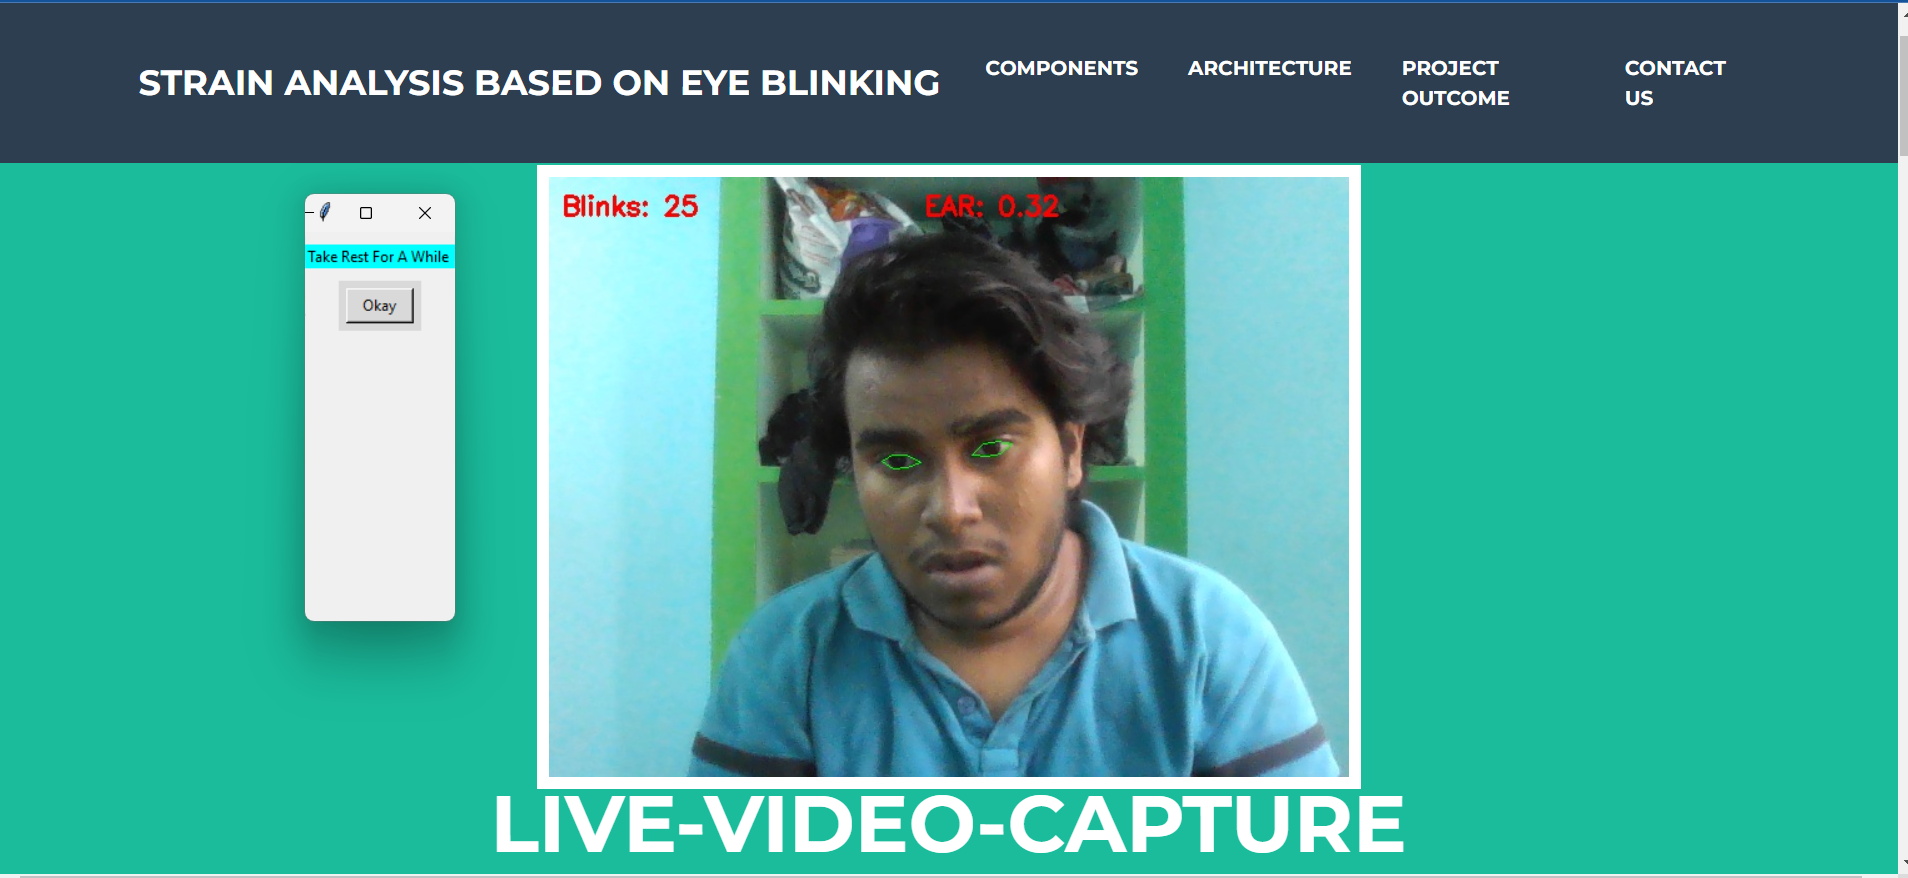 STRAIN ANALYSIS BASED ON EYE BLINKING
COMPONENTS
ARCHITECTURE
PROJECT
OUTCOME
CONTACT
US
Take Rest For A While
Okay
Blinks: 25
EAR: 0.32
LIVE-VIDEO-CAPTURE